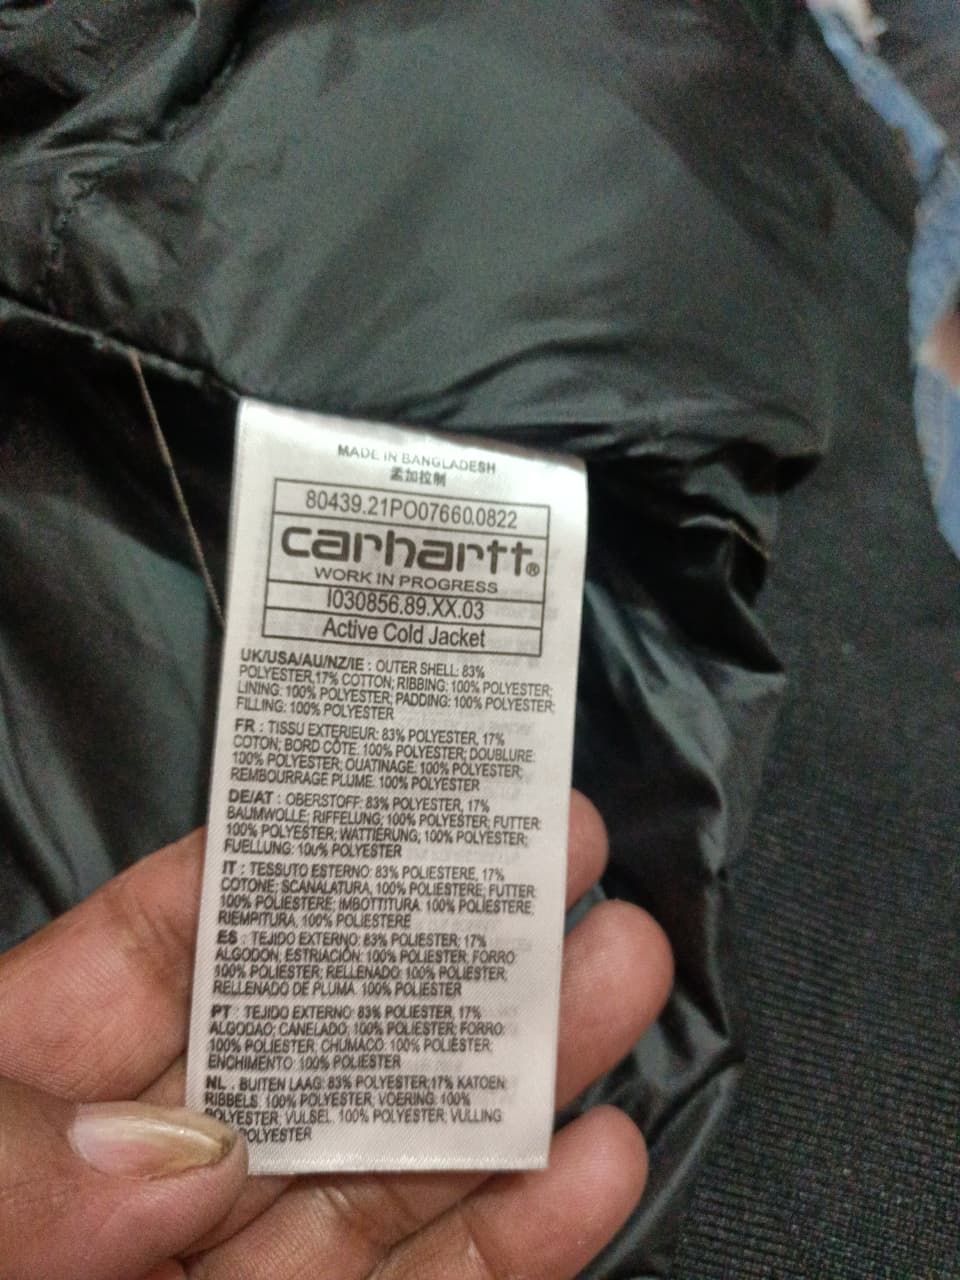 MADE IN BANGLADESH
孟加拉制
80439.21PO07660.0822
carhartt®
WORK IN PROGRESS
I030856.89.XX.03
Active Cold Jacket
UK/USA/AU/NZ/IE : OUTER SHELL: 83%
POLYESTER,17% COTTON; RIBBING: 100% POLYESTER;
LINING: 100% POLYESTER; PADDING: 100% POLYESTER;
FILLING: 100% POLYESTER
FR : TISSU EXTERIEUR: 83% POLYESTER, 17%
COTON; BORD CÔTE: 100% POLYESTER; DOUBLURE:
100% POLYESTER; OUATINAGE: 100% POLYESTER;
REMBOURRAGE PLUME: 100% POLYESTER
DE/AT : OBERSTOFF: 83% POLYESTER, 17%
BAUMWOLLE; RIFFELUNG; 100% POLYESTER; FUTTER:
100% POLYESTER; WATTIERUNG; 100% POLYESTER;
FUELLUNG: 100% POLYESTER
IT : TESSUTO ESTERNO: 83% POLIESTERE, 17%
COTONE; SCANALATURA, 100% POLIESTERE; FUTTER:
100% POLIESTERE; IMBOTTITURA: 100% POLIESTERE;
RIEMPITURA, 100% POLIESTERE
ES : TEJIDO EXTERNO: 83% POLIESTER; 17%
ALGODON; ESTRIACIÓN: 100% POLIESTER; FORRO:
100% POLIESTER; RELLENADO: 100% POLIESTER;
RELLENADO DE PLUMA: 100% POLIESTER
PT : TEJIDO EXTERNO: 83% POLIESTER, 17%
ALGODAO; CANELADO: 100% POLIESTER; FORRO:
100% POLIESTER; CHUMACO: 100% POLIESTER;
ENCHIMENTO: 100% POLIESTER
NL : BUITEN LAAG: 83% POLYESTER;17% KATOEN;
RIBBELS: 100% POLYESTER; VOERING: 100%
POLYESTER; VULSEL: 100% POLYESTER; VULLING
POLYESTER